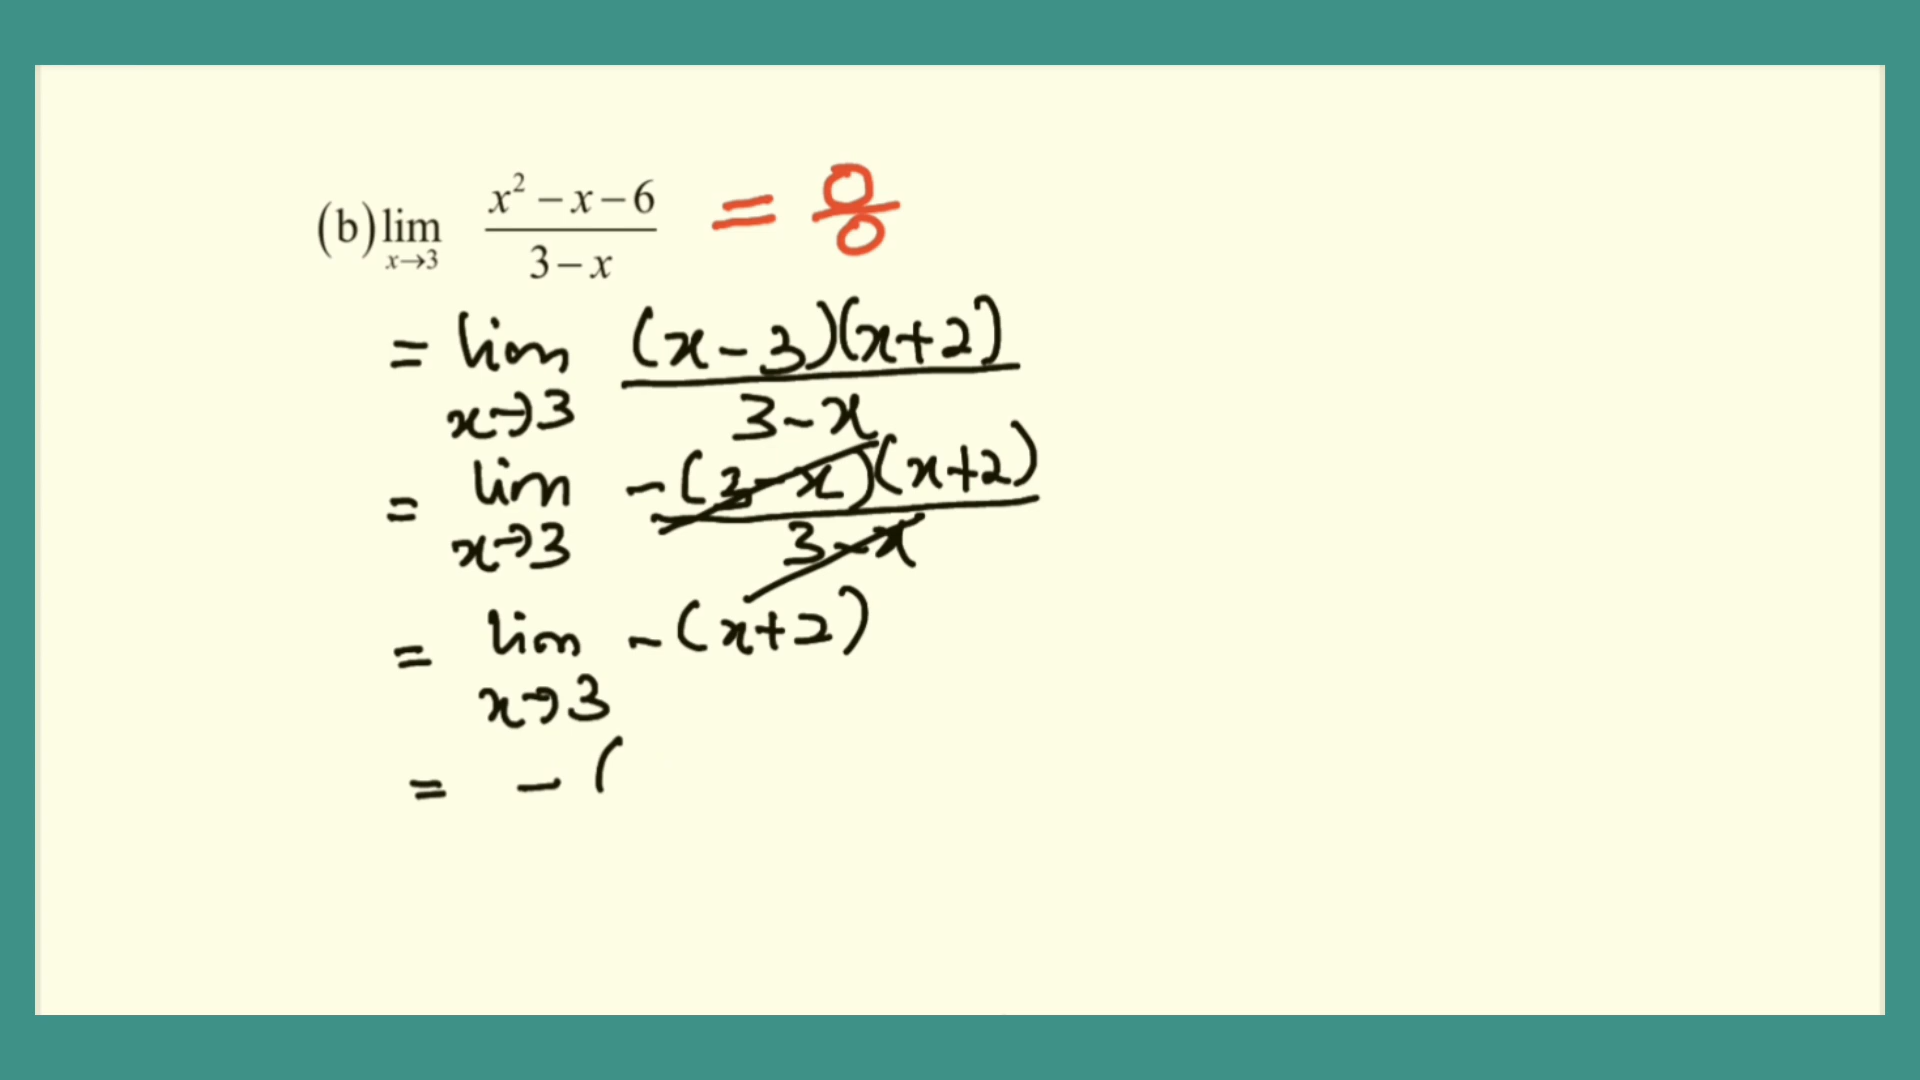 (b) lim x→3 (x² − x − 6)/(3 − x) = 0/0
= lim x→3 (x − 3)(x + 2)/(3 − x)
= lim x→3 −(3 − x)(x + 2)/(3 − x)
= lim x→3 −(x + 2)
= − (